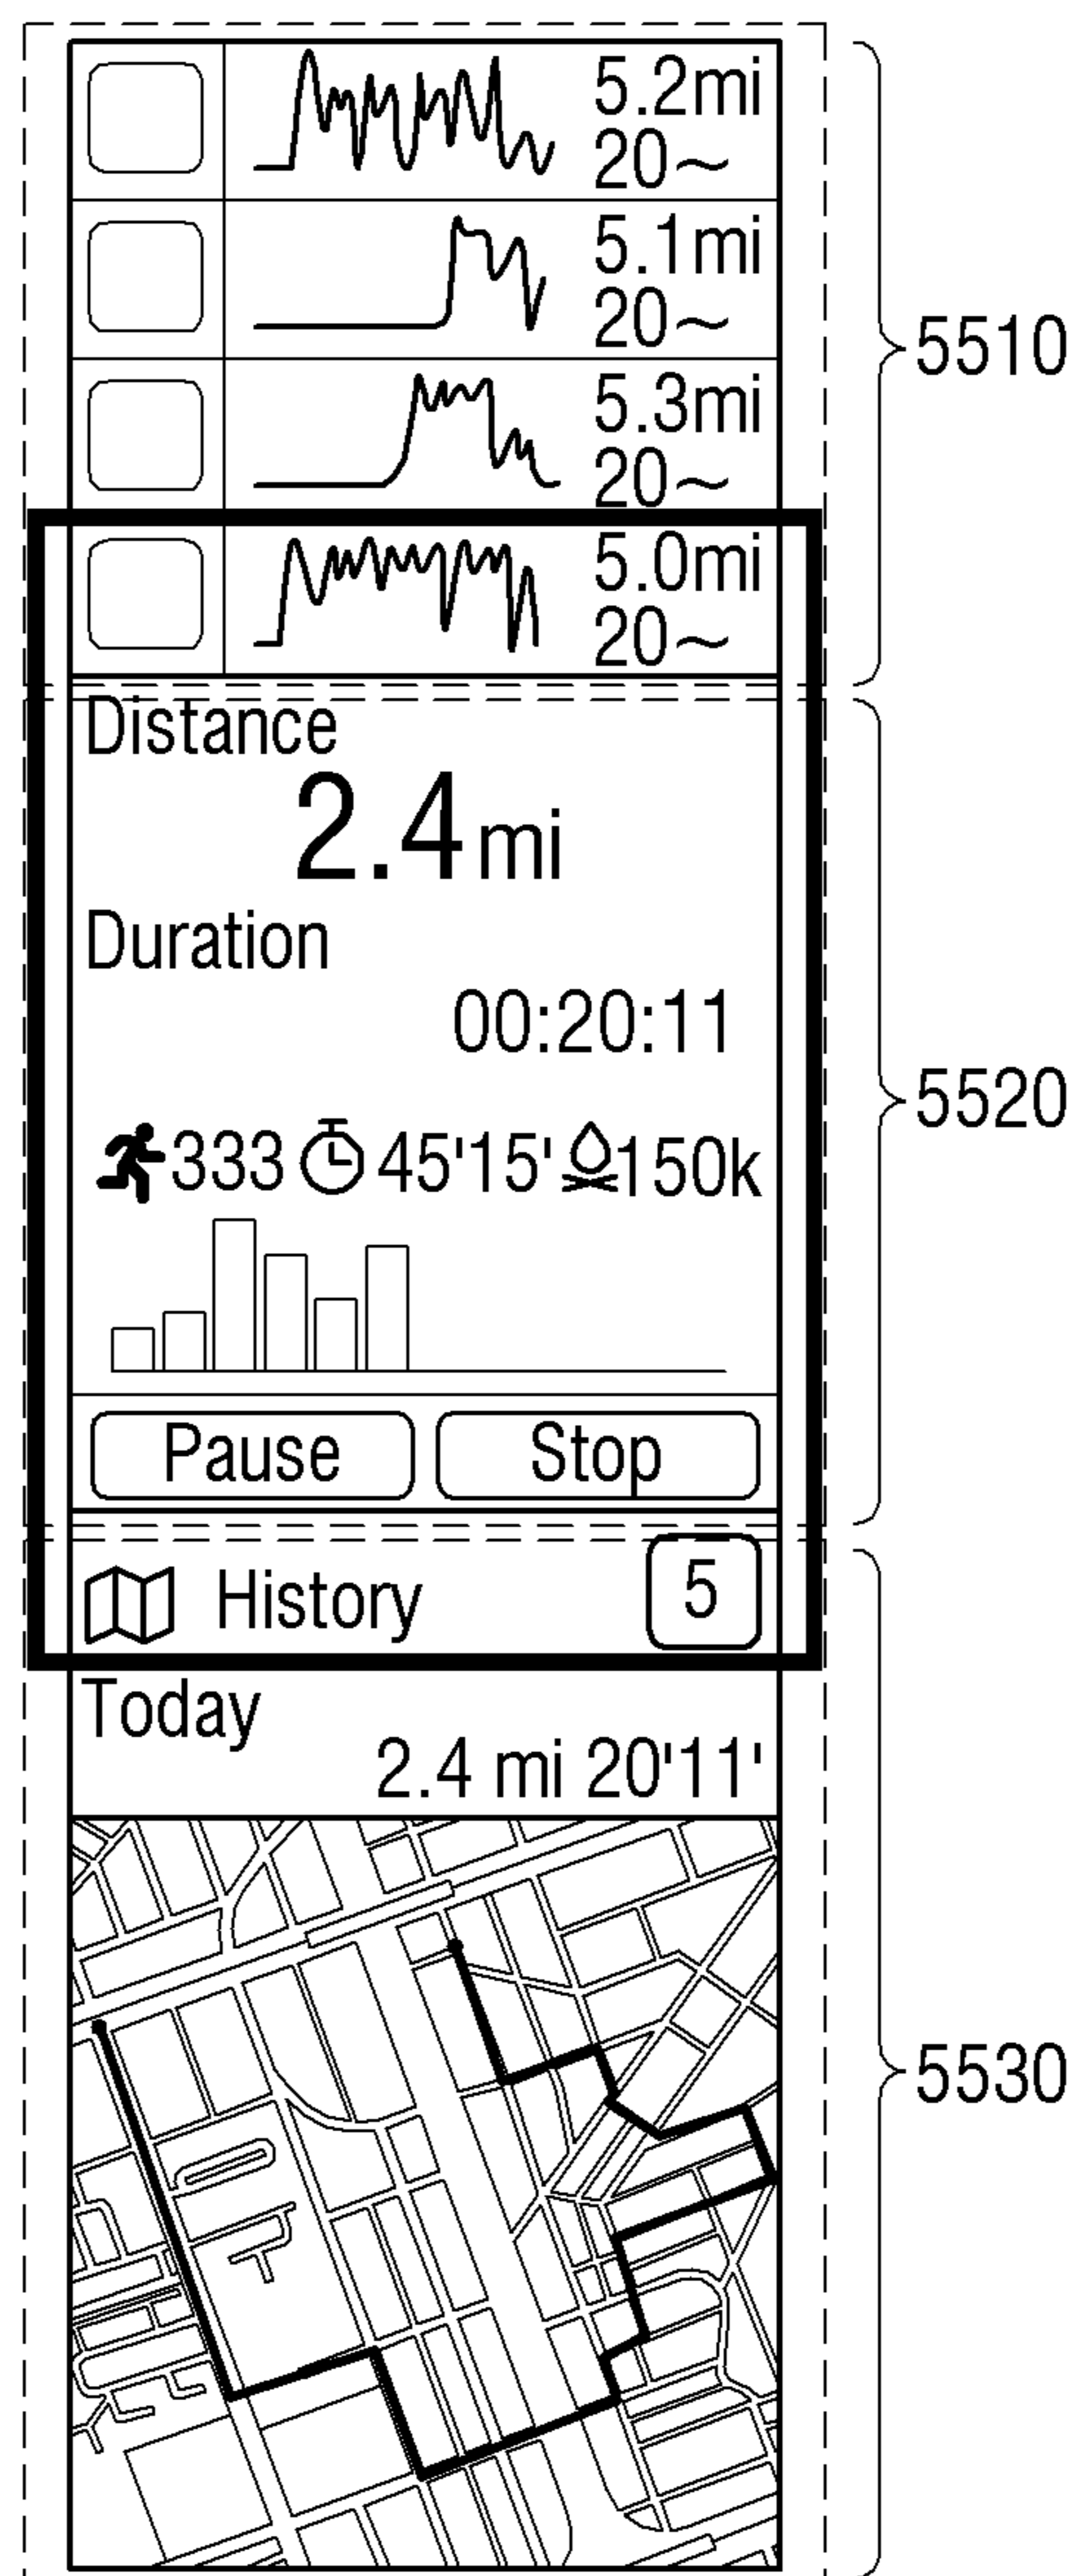 5.2mi
20~
5.1mi
20~
5.3mi
20~
5510
5.0mi
20~
Distance
2.4mi
Duration
00:20:11
5520
333 45'15' 150k
Pause Stop
History 5
Today
2.4 mi 20'11'
5530